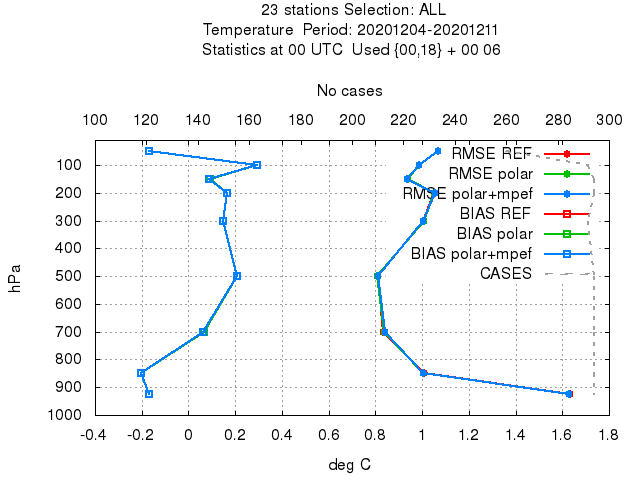 23 stations Selection: ALL
Temperature  Period: 20201204-20201211
Statistics at 00 UTC  Used {00,18} + 00 06
No cases
100 120 140 160 180 200 220 240 260 280 300
RMSE REF
RMSE polar
RMSE polar+mpef
BIAS REF
BIAS polar
BIAS polar+mpef
CASES
hPa
100
200
300
400
500
600
700
800
900
1000
-0.4 -0.2 0 0.2 0.4 0.6 0.8 1 1.2 1.4 1.6 1.8
deg C